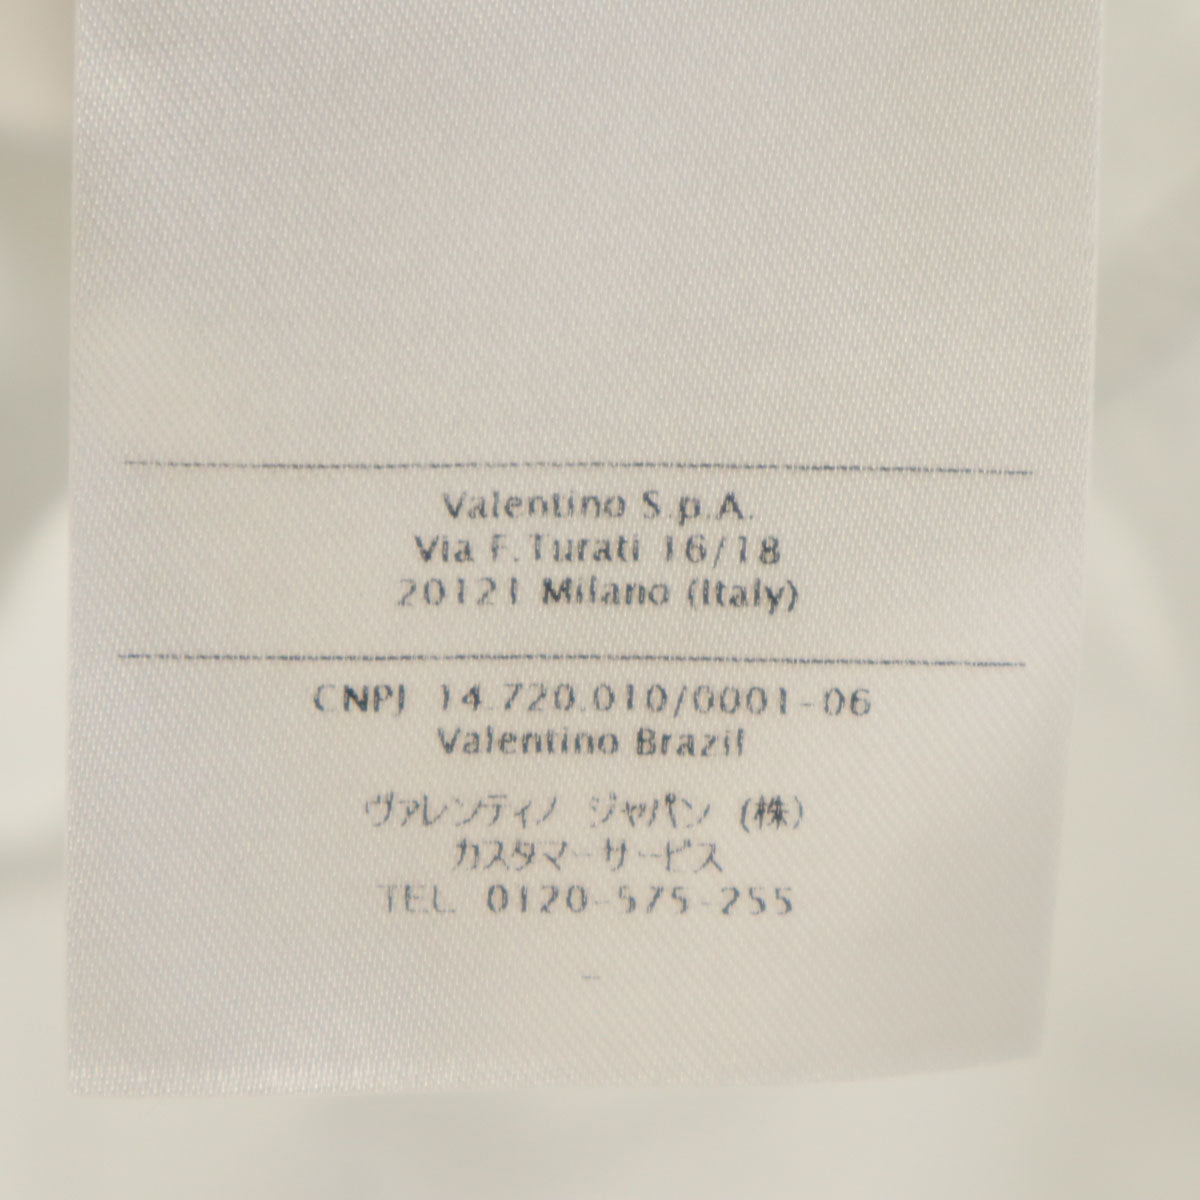 Valentino S.p.A.
Via F.Turati 16/18
20121 Milano (Italy)
CNPJ 14.720.010/0001-06
Valentino Brazil
ヴァレンティノ ジャパン (株)
カスタマーサービス
TEL. 0120-575-255
-